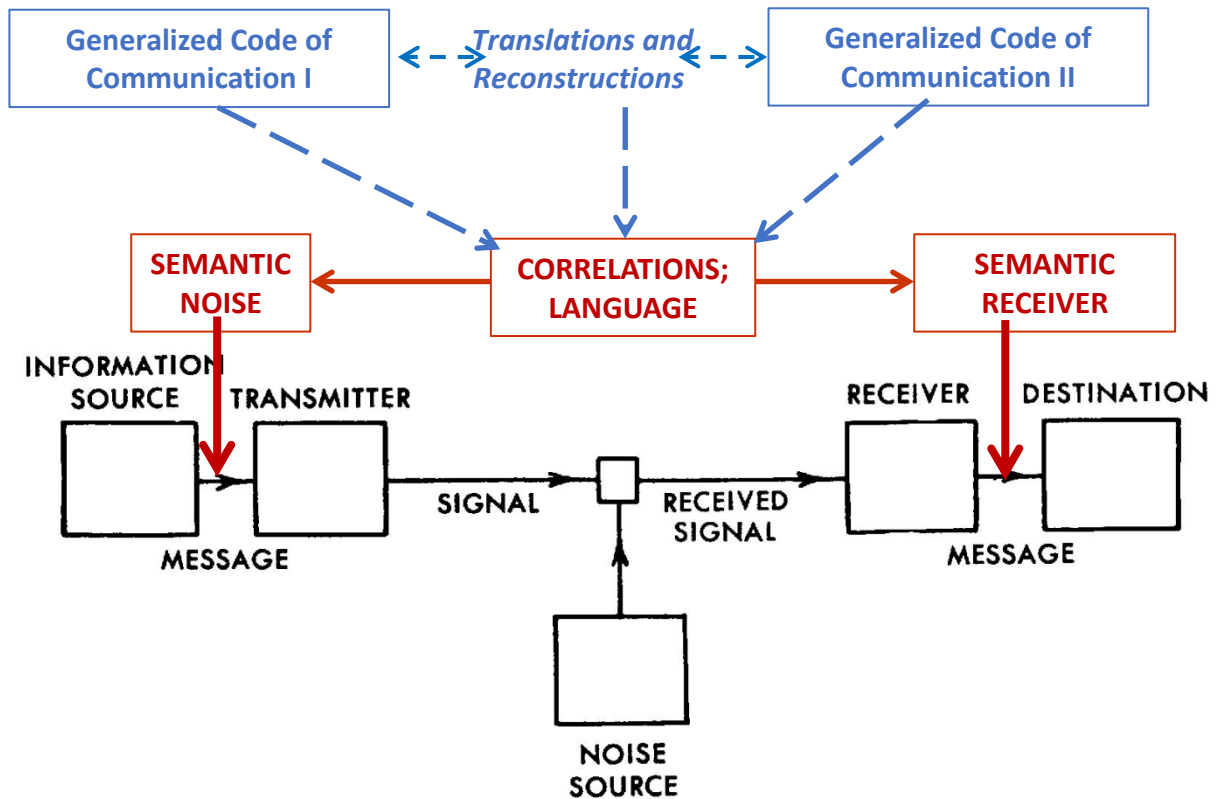 Generalized Code of
Communication I
Translations and
Reconstructions
Generalized Code of
Communication II
SEMANTIC
NOISE
CORRELATIONS;
LANGUAGE
SEMANTIC
RECEIVER
INFORMATION
SOURCE
TRANSMITTER
RECEIVER
DESTINATION
SIGNAL
RECEIVED
SIGNAL
MESSAGE
MESSAGE
NOISE
SOURCE